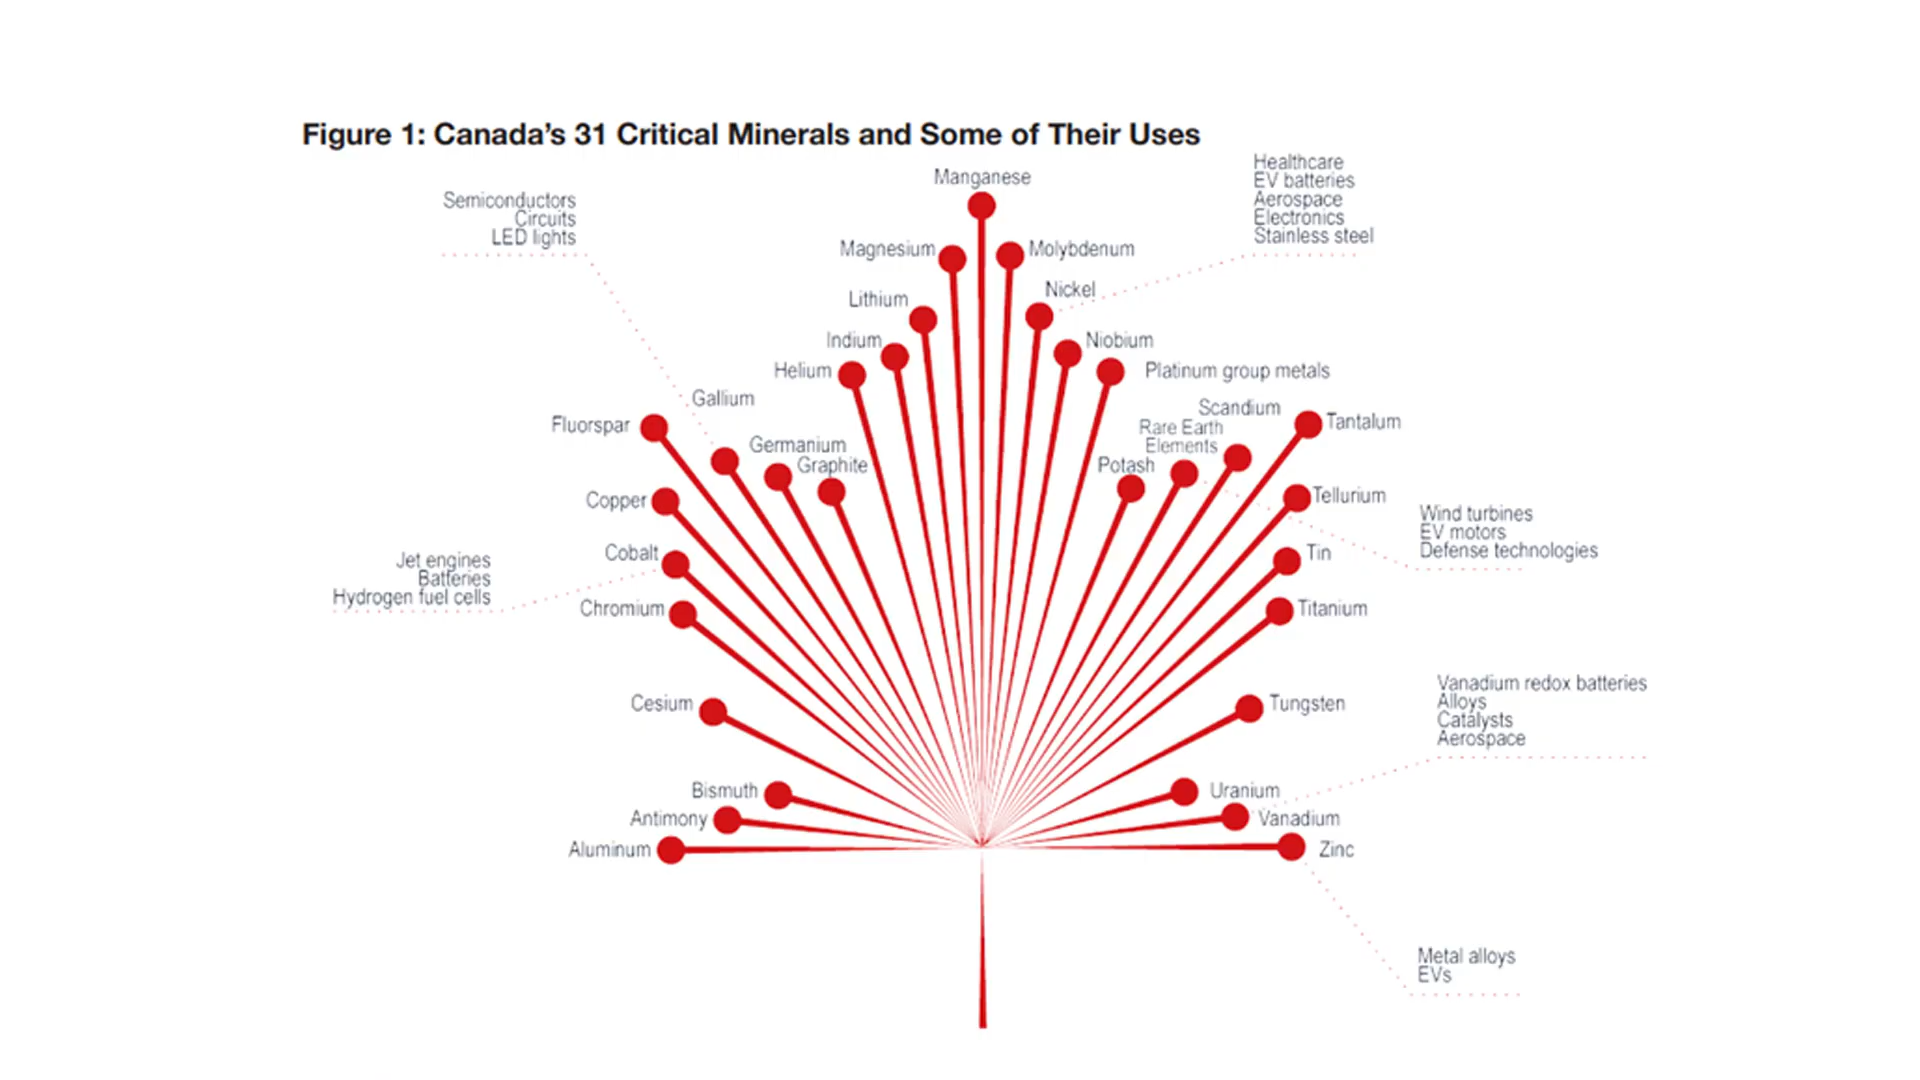 Figure 1: Canada's 31 Critical Minerals and Some of Their Uses
Semiconductors
Circuits
LED lights
Healthcare
EV batteries
Aerospace
Electronics
Stainless steel
Manganese
Magnesium
Molybdenum
Lithium
Nickel
Indium
Niobium
Helium
Platinum group metals
Gallium
Scandium
Fluorspar
Tantalum
Germanium
Rare Earth
Elements
Graphite
Potash
Copper
Tellurium
Wind turbines
EV motors
Defense technologies
Cobalt
Tin
Jet engines
Batteries
Hydrogen fuel cells
Chromium
Titanium
Cesium
Tungsten
Vanadium redox batteries
Alloys
Catalysts
Aerospace
Bismuth
Uranium
Antimony
Vanadium
Aluminum
Zinc
Metal alloys
EVs